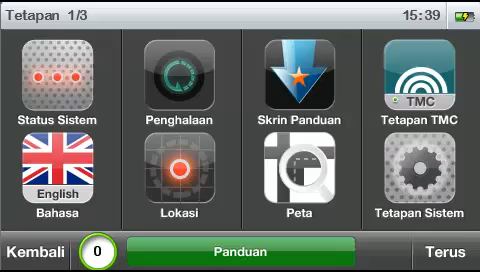 Tetapan 1/3
15:39
Status Sistem
Penghalaan
Skrin Panduan
TMC
Tetapan TMC
English
Bahasa
Lokasi
Peta
Tetapan Sistem
Kembali
0
Panduan
Terus